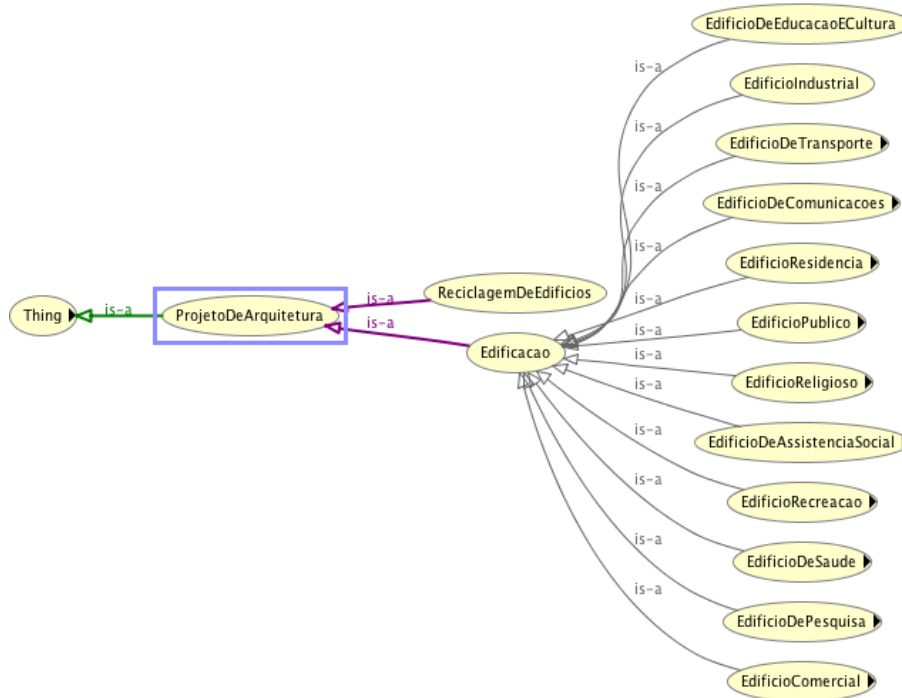 EdificioDeEducacaoECultura
is-a
EdificioIndustrial
is-a
EdificioDeTransporte
is-a
EdificioDeComunicacoes
is-a
EdificioResidencia
ReciclagemDeEdificios
is-a
is-a
Thing
is-a
ProjetoDeArquitetura
is-a
EdificioPublico
is-a
Edificacao
is-a
EdificioReligioso
is-a
EdificioDeAssistenciaSocial
is-a
EdificioRecreacao
is-a
EdificioDeSaude
is-a
EdificioDePesquisa
is-a
EdificioComercial